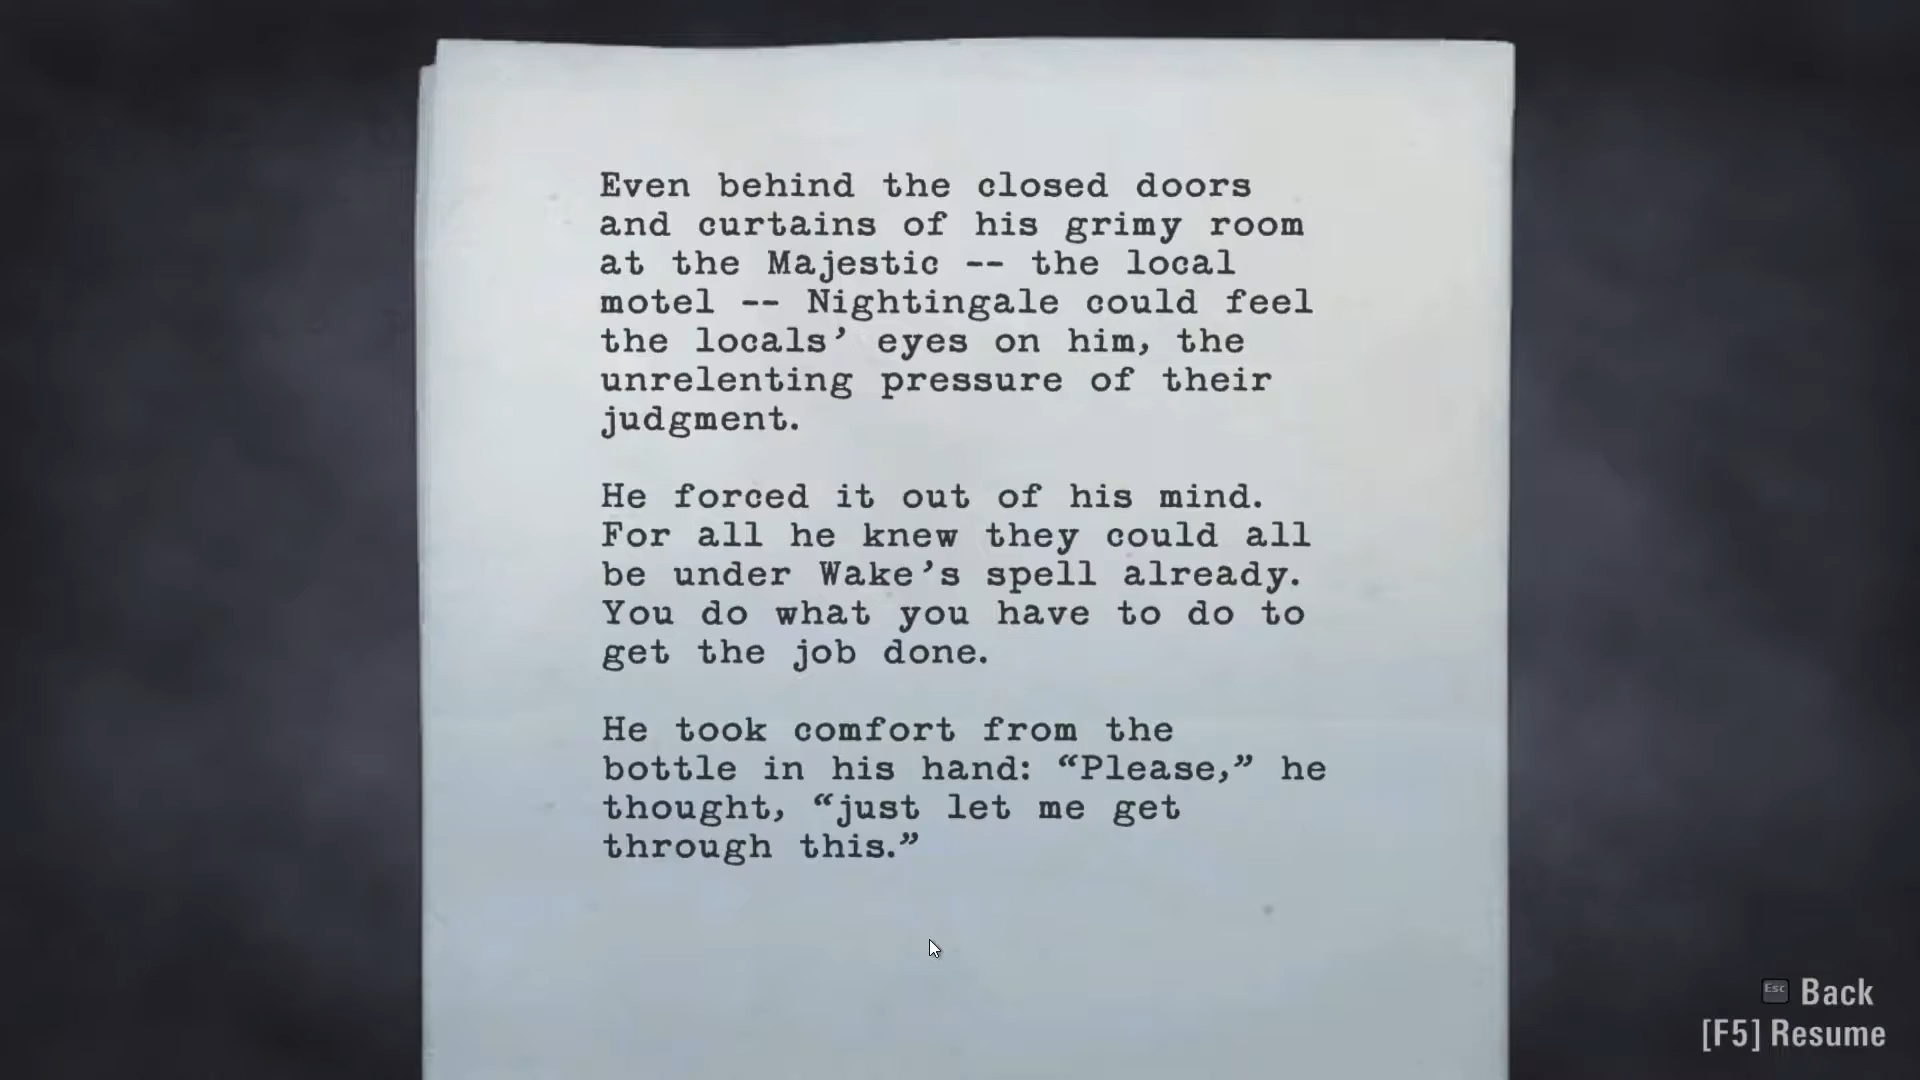 Even behind the closed doors
and curtains of his grimy room
at the Majestic -- the local
motel -- Nightingale could feel
the locals’ eyes on him, the
unrelenting pressure of their
judgment.
He forced it out of his mind.
For all he knew they could all
be under Wake’s spell already.
You do what you have to do to
get the job done.
He took comfort from the
bottle in his hand: “Please,” he
thought, “just let me get
through this.”
Esc Back
[F5] Resume